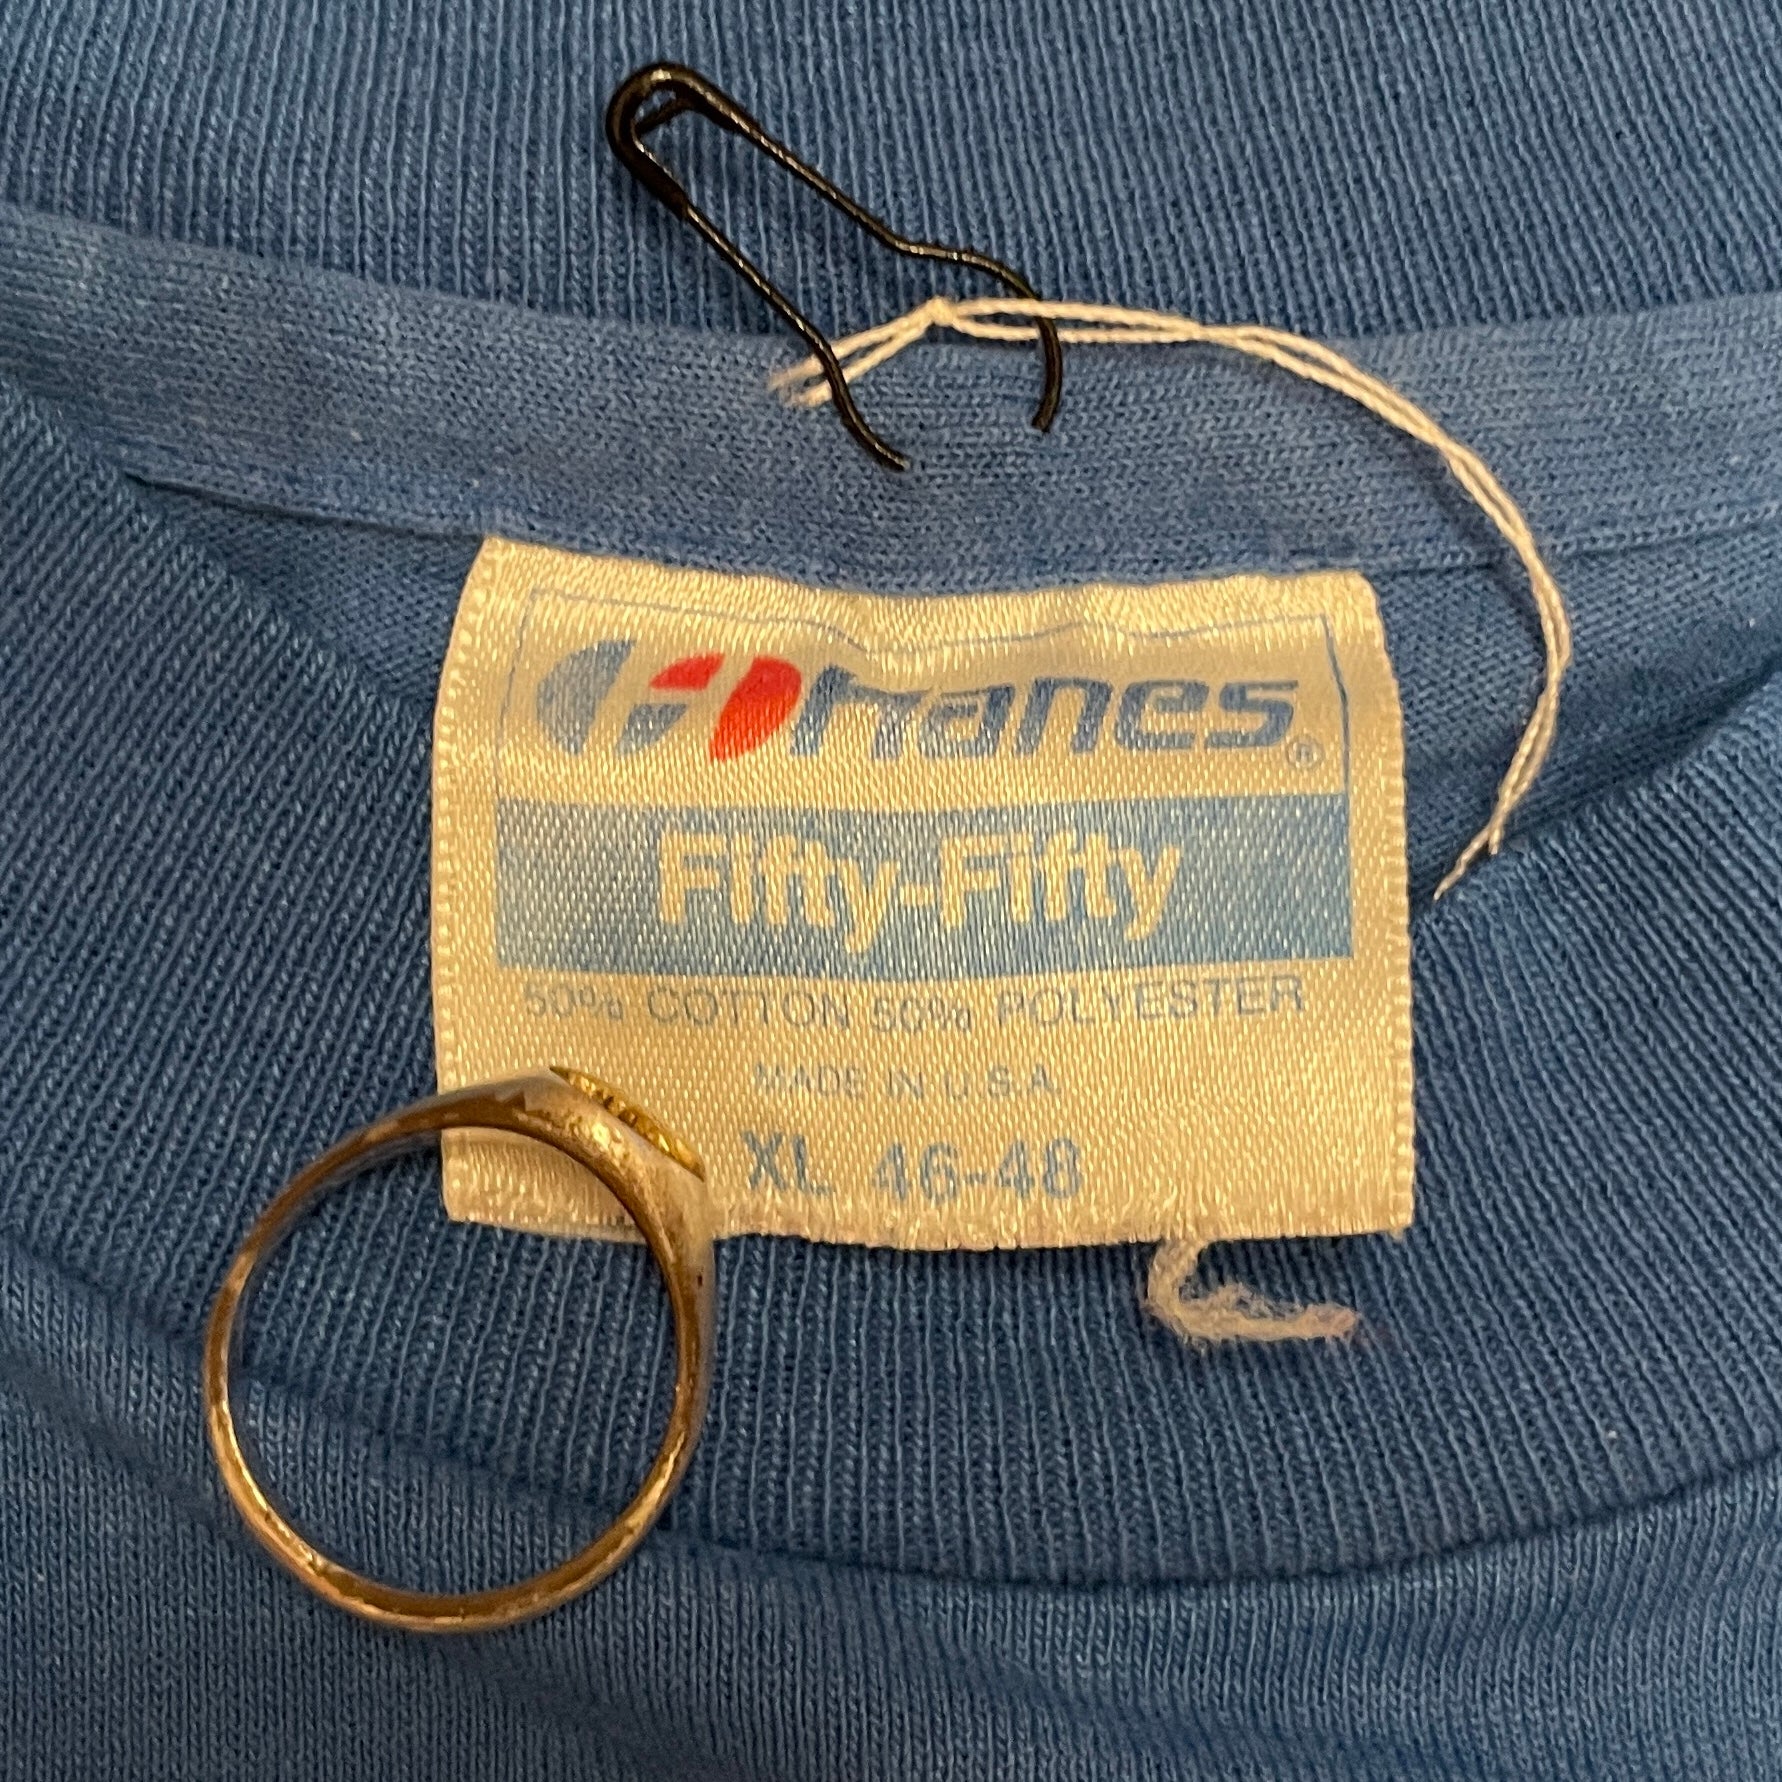 Hanes®
Fifty-Fifty
50% COTTON 50% POLYESTER
MADE IN U.S.A.
XL 46-48